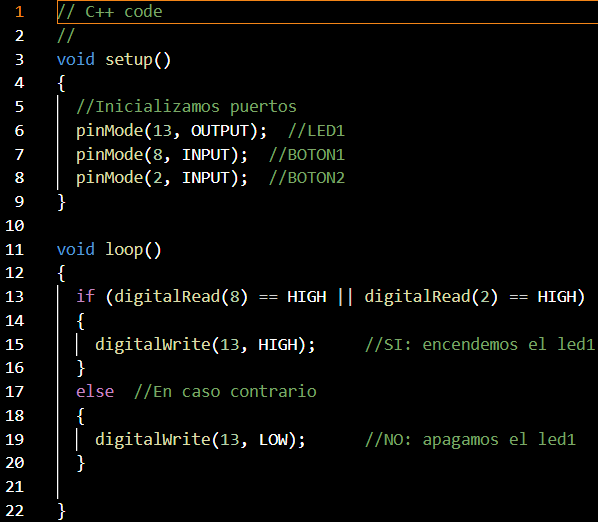 1 // C++ code
2 //
3 void setup()
4 {
5 //Inicializamos puertos
6 pinMode(13, OUTPUT); //LED1
7 pinMode(8, INPUT); //BOTON1
8 pinMode(2, INPUT); //BOTON2
9 }
10
11 void loop()
12 {
13 if (digitalRead(8) == HIGH || digitalRead(2) == HIGH)
14 {
15 digitalWrite(13, HIGH); //SI: encendemos el led1
16 }
17 else //En caso contrario
18 {
19 digitalWrite(13, LOW); //NO: apagamos el led1
20 }
21
22 }